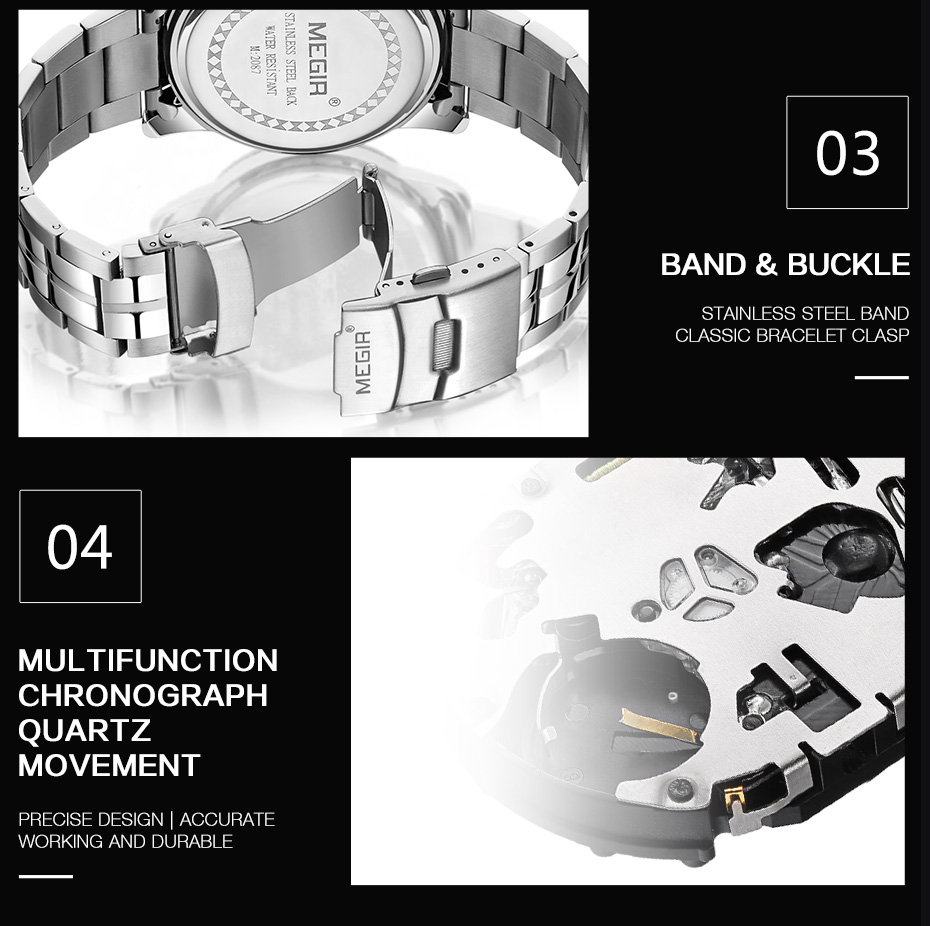 MEGIR®
STAINLESS STEEL BACK
WATER RESISTANT
M:2087
MEGIR®
03
BAND & BUCKLE
STAINLESS STEEL BAND
CLASSIC BRACELET CLASP
04
MULTIFUNCTION
CHRONOGRAPH
QUARTZ
MOVEMENT
PRECISE DESIGN | ACCURATE
WORKING AND DURABLE